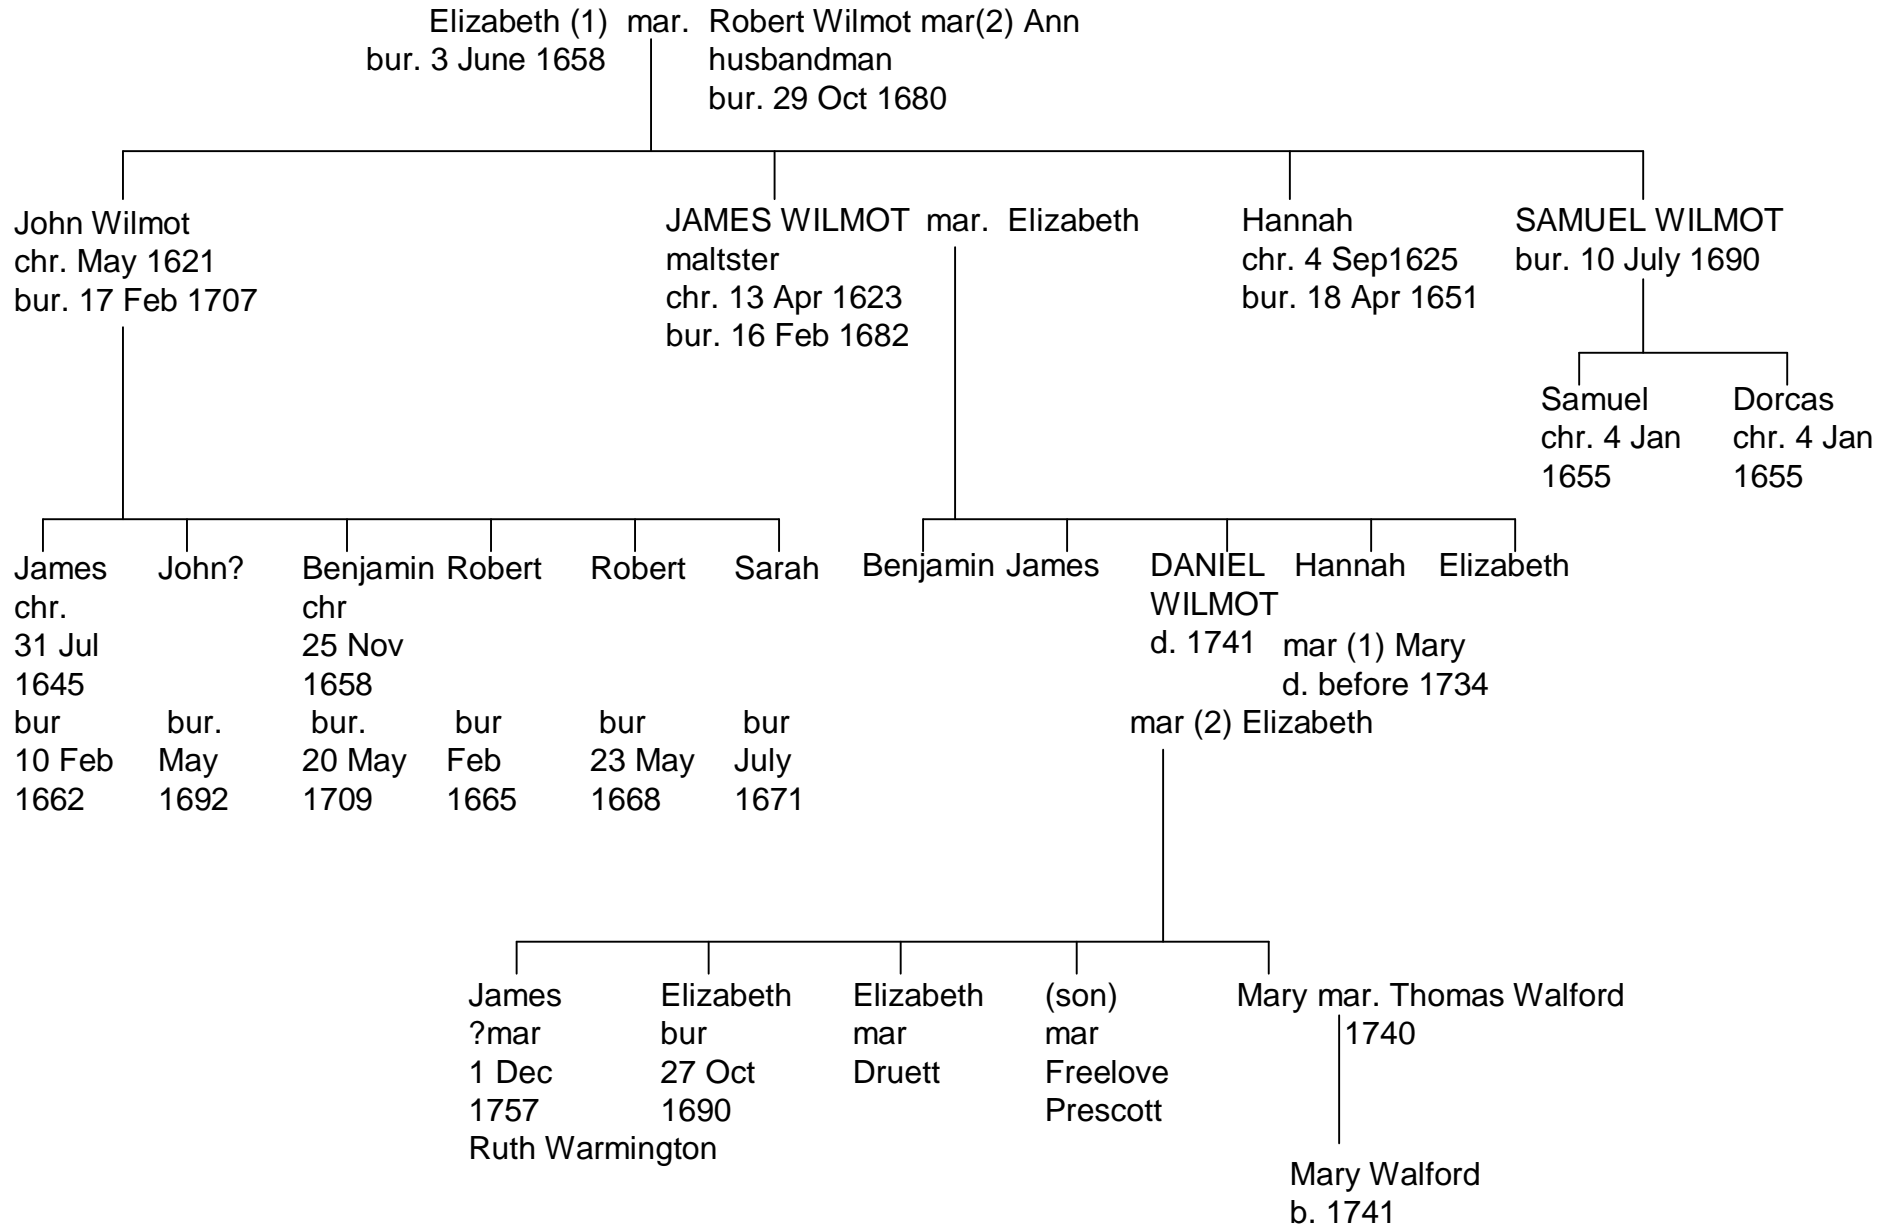 Elizabeth (1) mar. Robert Wilmot mar(2) Ann
bur. 3 June 1658
husbandman
bur. 29 Oct 1680
John Wilmot
chr. May 1621
bur. 17 Feb 1707
JAMES WILMOT mar. Elizabeth
maltster
chr. 13 Apr 1623
bur. 16 Feb 1682
Hannah
chr. 4 Sep1625
bur. 18 Apr 1651
SAMUEL WILMOT
bur. 10 July 1690
Samuel
chr. 4 Jan
1655
Dorcas
chr. 4 Jan
1655
James
chr.
31 Jul
1645
bur
10 Feb
1662
John?
bur.
May
1692
Benjamin
chr
25 Nov
1658
bur.
20 May
1709
Robert
bur
Feb
1665
Robert
bur
23 May
1668
Sarah
bur
July
1671
Benjamin
James
DANIEL
WILMOT
d. 1741
mar (1) Mary
d. before 1734
mar (2) Elizabeth
Hannah
Elizabeth
James
?mar
1 Dec
1757
Ruth Warmington
Elizabeth
bur
27 Oct
1690
Elizabeth
mar
Druett
(son)
mar
Freelove
Prescott
Mary mar. Thomas Walford
1740
Mary Walford
b. 1741